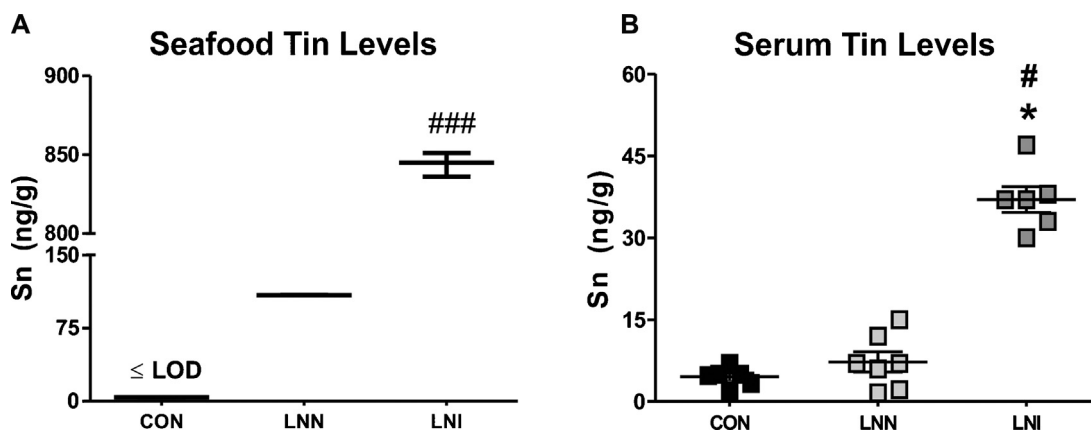 A
Seafood Tin Levels
Sn (ng/g)
900
850
800
150
75
0
###
≤ LOD
CON LNN LNI
B
Serum Tin Levels
Sn (ng/g)
60
45
30
15
0
#
*
CON LNN LNI